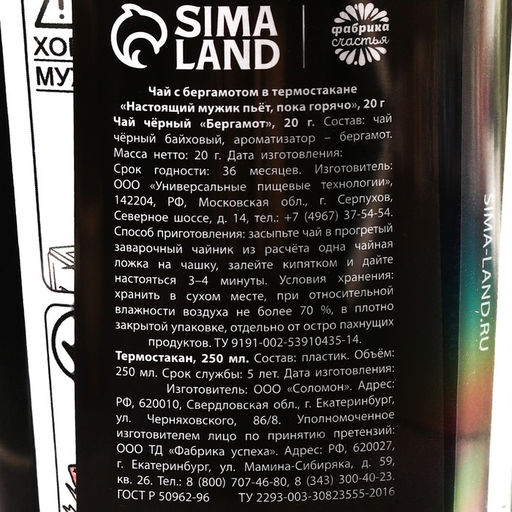 SIMA
LAND
фабрика
счастья
ХО
МУ
Чай с бергамотом в термостакане
«Настоящий мужик пьёт, пока горячо», 20 г
Чай чёрный «Бергамот», 20 г. Состав: чай
чёрный байховый, ароматизатор – бергамот.
Масса нетто: 20 г. Дата изготовления:
Срок годности: 36 месяцев. Изготовитель:
ООО «Универсальные пищевые технологии»,
142204, РФ, Московская обл., г. Серпухов,
Северное шоссе, д. 14, тел.: +7 (4967) 37-54-54.
Способ приготовления: засыпьте чай в прогретый
заварочный чайник из расчёта одна чайная
ложка на чашку, залейте кипятком и дайте
настояться 3–4 минуты. Условия хранения:
хранить в сухом месте, при относительной
влажности воздуха не более 70 %, в плотно
закрытой упаковке, отдельно от остро пахнущих
продуктов. ТУ 9191-002-53910435-14.
Термостакан, 250 мл. Состав: пластик. Объём:
250 мл. Срок службы: 5 лет. Дата изготовления:
Изготовитель: ООО «Соломон». Адрес:
РФ, 620010, Свердловская обл., г. Екатеринбург,
ул. Черняховского, 86/8. Уполномоченное
изготовителем лицо по принятию претензий:
ООО ТД «Фабрика успеха». Адрес: РФ, 620027,
г. Екатеринбург, ул. Мамина-Сибиряка, д. 59,
кв. 26. Тел.: 8 (800) 707-46-80, 8 (343) 300-40-23.
ГОСТ Р 50962-96 ТУ 2293-003-30823555-2016
SIMA-LAND.RU